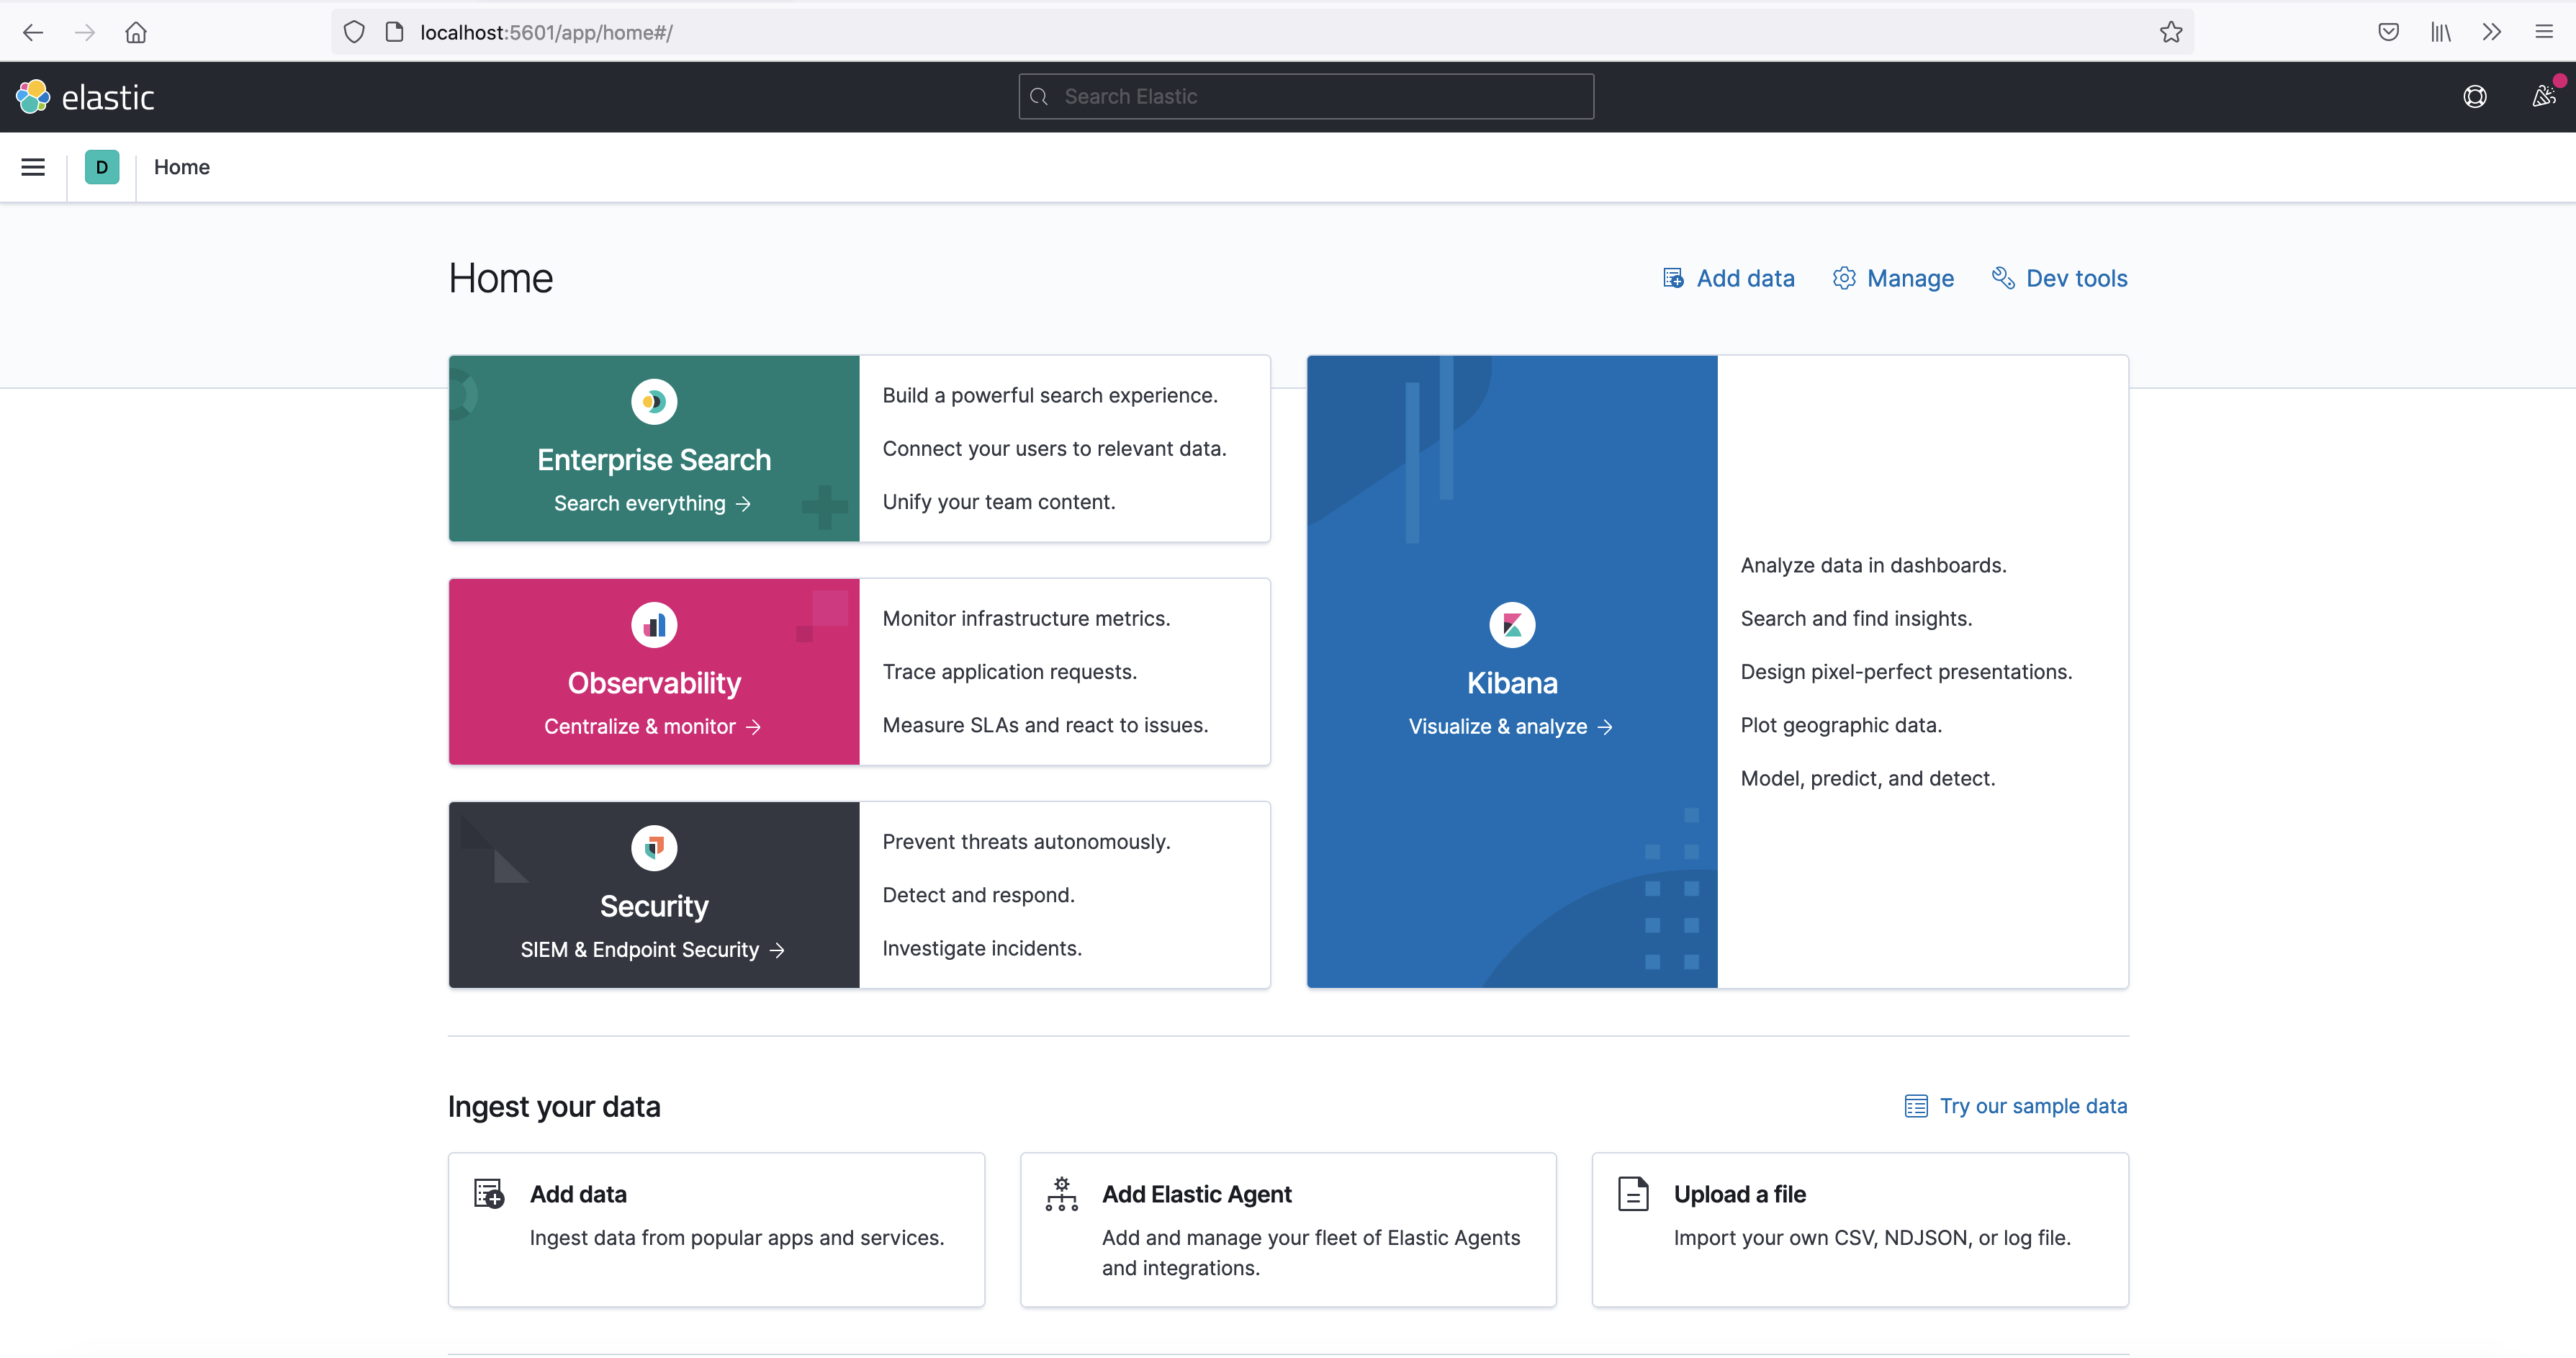 localhost:5601/app/home#/
elastic
Search Elastic
D
Home
Home
Add data
Manage
Dev tools
Enterprise Search
Search everything →
Build a powerful search experience.
Connect your users to relevant data.
Unify your team content.
Observability
Centralize & monitor →
Monitor infrastructure metrics.
Trace application requests.
Measure SLAs and react to issues.
Security
SIEM & Endpoint Security →
Prevent threats autonomously.
Detect and respond.
Investigate incidents.
Kibana
Visualize & analyze →
Analyze data in dashboards.
Search and find insights.
Design pixel-perfect presentations.
Plot geographic data.
Model, predict, and detect.
Ingest your data
Try our sample data
Add data
Ingest data from popular apps and services.
Add Elastic Agent
Add and manage your fleet of Elastic Agents
and integrations.
Upload a file
Import your own CSV, NDJSON, or log file.